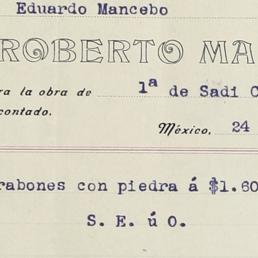 Eduardo Mancebo
ROBERTO MA
ra la obra de 1ª de Sadi C
contado.
México, 24
rabones con piedra á $1.60
S. E. ú O.